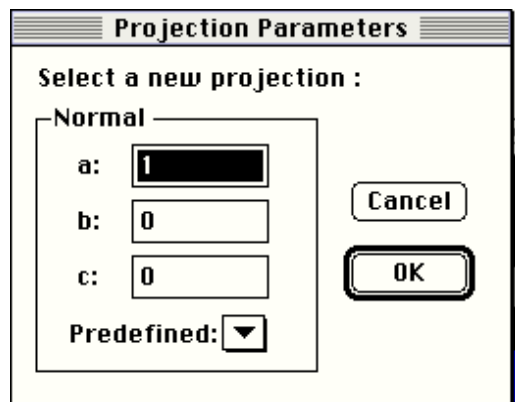 Projection Parameters
Select a new projection :
Normal
a: 1
b: 0
c: 0
Predefined:
Cancel
OK